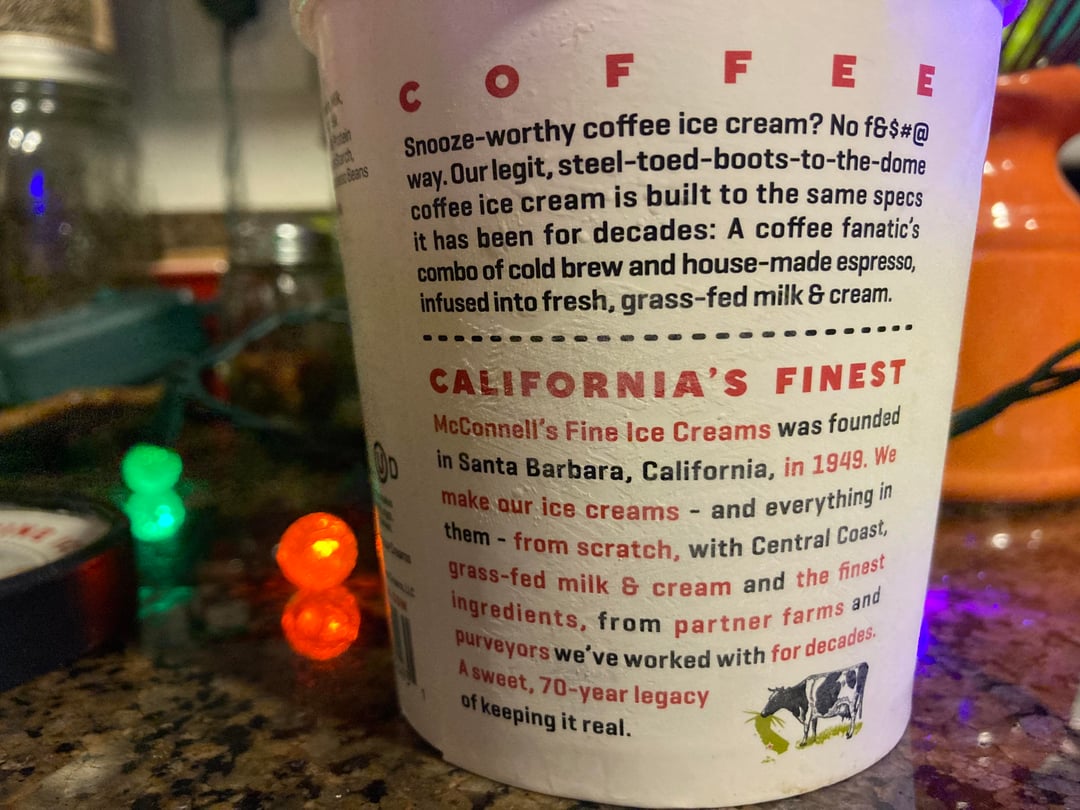 COFFEE
Snooze-worthy coffee ice cream? No f&$#@
way. Our legit, steel-toed-boots-to-the-dome
coffee ice cream is built to the same specs
it has been for decades: A coffee fanatic's
combo of cold brew and house-made espresso,
infused into fresh, grass-fed milk & cream.
CALIFORNIA'S FINEST
McConnell's Fine Ice Creams was founded
in Santa Barbara, California, in 1949. We
make our ice creams - and everything in
them - from scratch, with Central Coast,
grass-fed milk & cream and the finest
ingredients, from partner farms and
purveyors we've worked with for decades.
A sweet, 70-year legacy
of keeping it real.